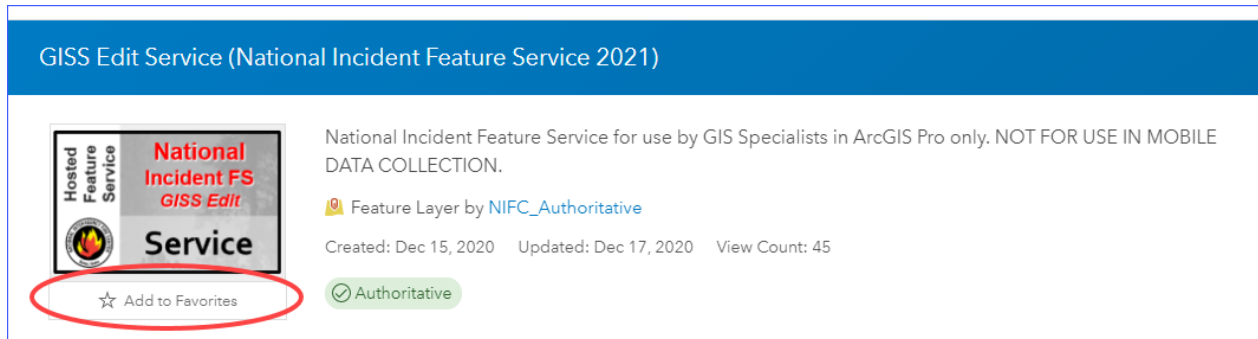 GISS Edit Service (National Incident Feature Service 2021)
Hosted
Feature
Service
National
Incident FS
GISS Edit
Service
Add to Favorites
National Incident Feature Service for use by GIS Specialists in ArcGIS Pro only. NOT FOR USE IN MOBILE
DATA COLLECTION.
Feature Layer by NIFC_Authoritative
Created: Dec 15, 2020 Updated: Dec 17, 2020 View Count: 45
Authoritative